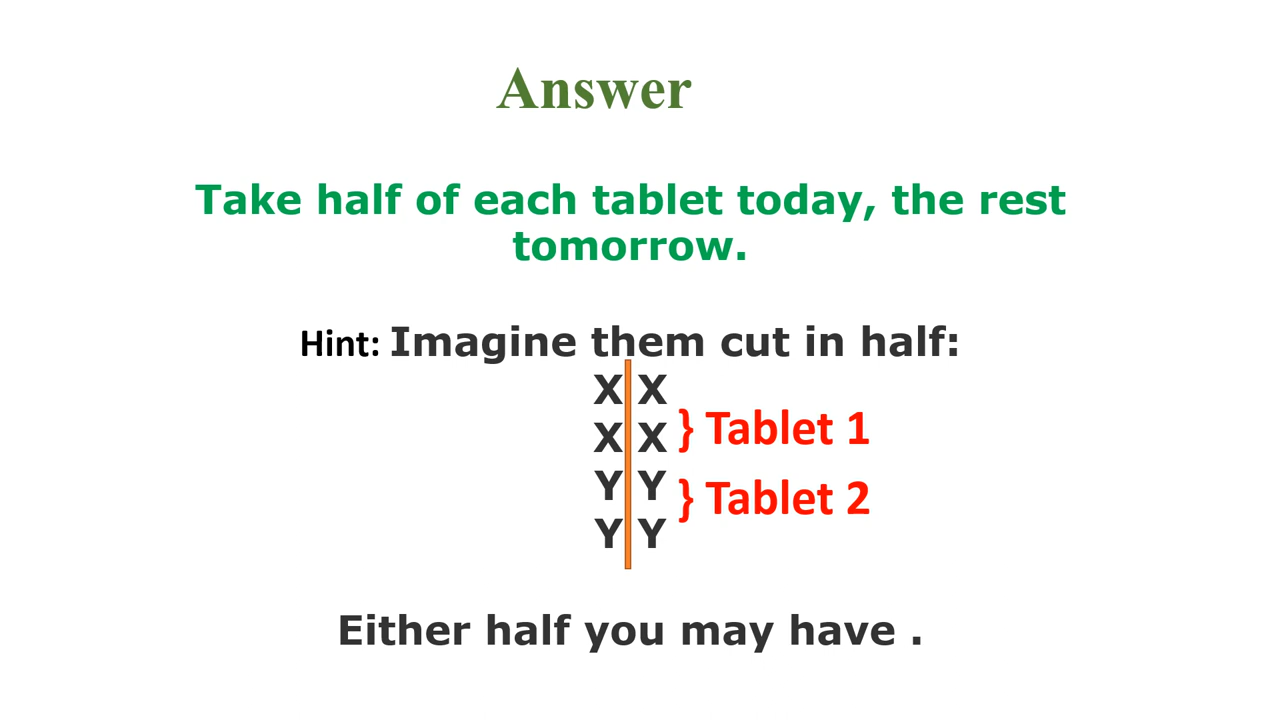 Answer
Take half of each tablet today, the rest
tomorrow.
Hint: Imagine them cut in half:
X X
X X
} Tablet 1
Y Y
} Tablet 2
Y Y
Either half you may have .